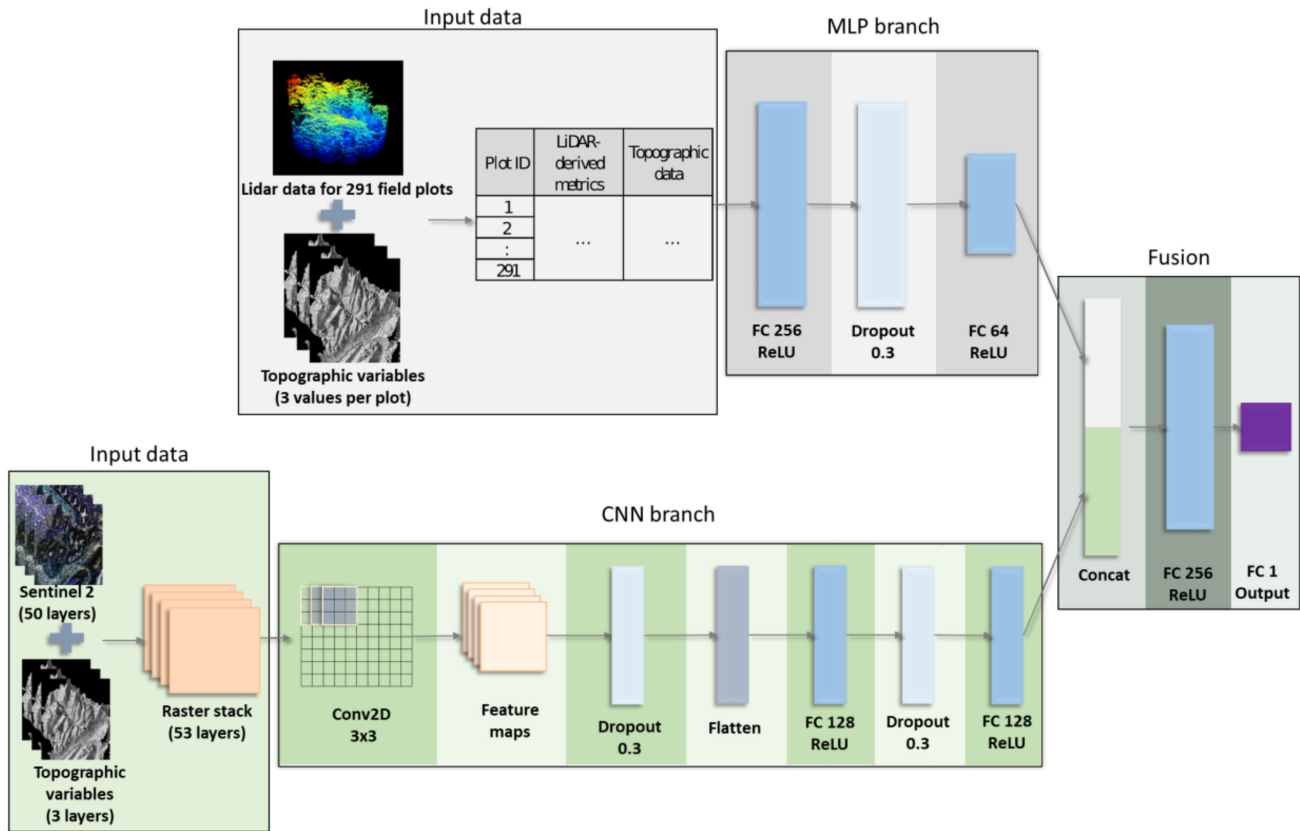 Input data
Lidar data for 291 field plots
Topographic variables
(3 values per plot)
Plot ID
LiDAR-
derived
metrics
Topographic
data
1
2
:
291
...
...
MLP branch
FC 256
ReLU
Dropout
0.3
FC 64
ReLU
Fusion
Concat
FC 256
ReLU
FC 1
Output
Input data
Sentinel 2
(50 layers)
Topographic
variables
(3 layers)
Raster stack
(53 layers)
CNN branch
Conv2D
3x3
Feature
maps
Dropout
0.3
Flatten
FC 128
ReLU
Dropout
0.3
FC 128
ReLU